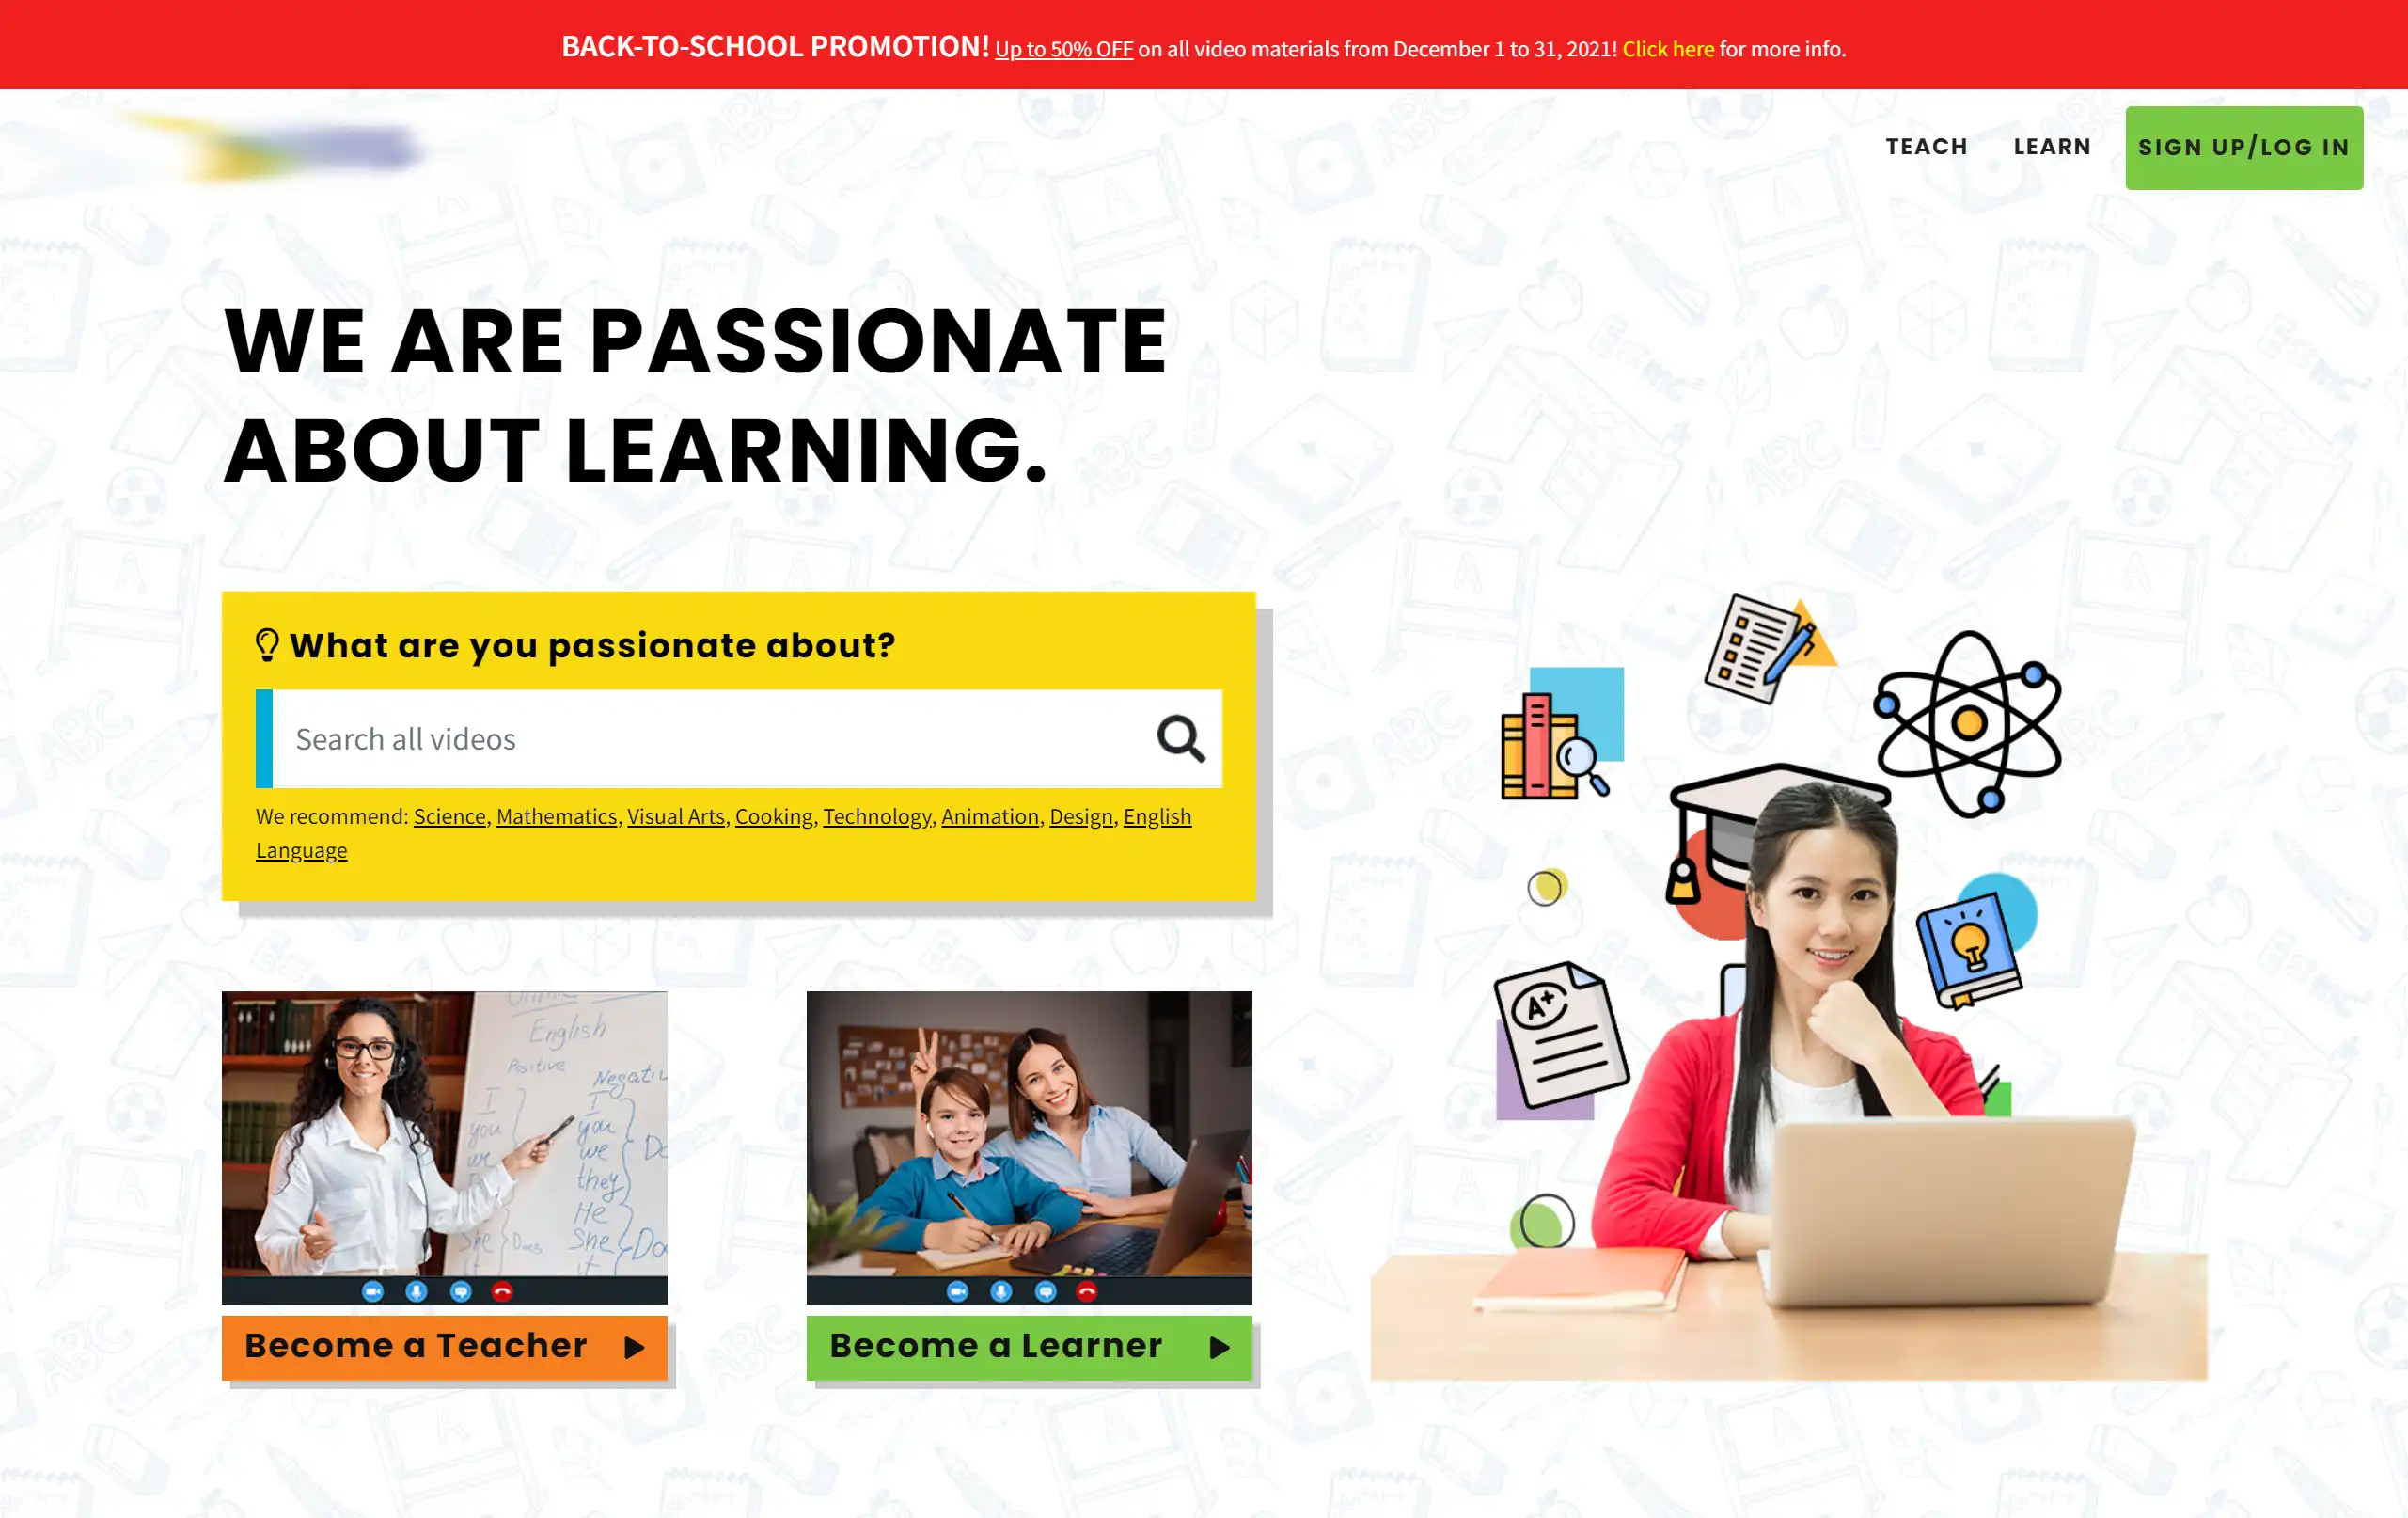 BACK-TO-SCHOOL PROMOTION! Up to 50% OFF on all video materials from December 1 to 31, 2021! Click here for more info.
TEACH LEARN SIGN UP/LOG IN
WE ARE PASSIONATE
ABOUT LEARNING.
What are you passionate about?
Search all videos
We recommend: Science, Mathematics, Visual Arts, Cooking, Technology, Animation, Design, English
Language
A+
English
Positive
I
you
we
She Does
it
I
you
we
they
He
She
it
Become a Teacher
Become a Learner